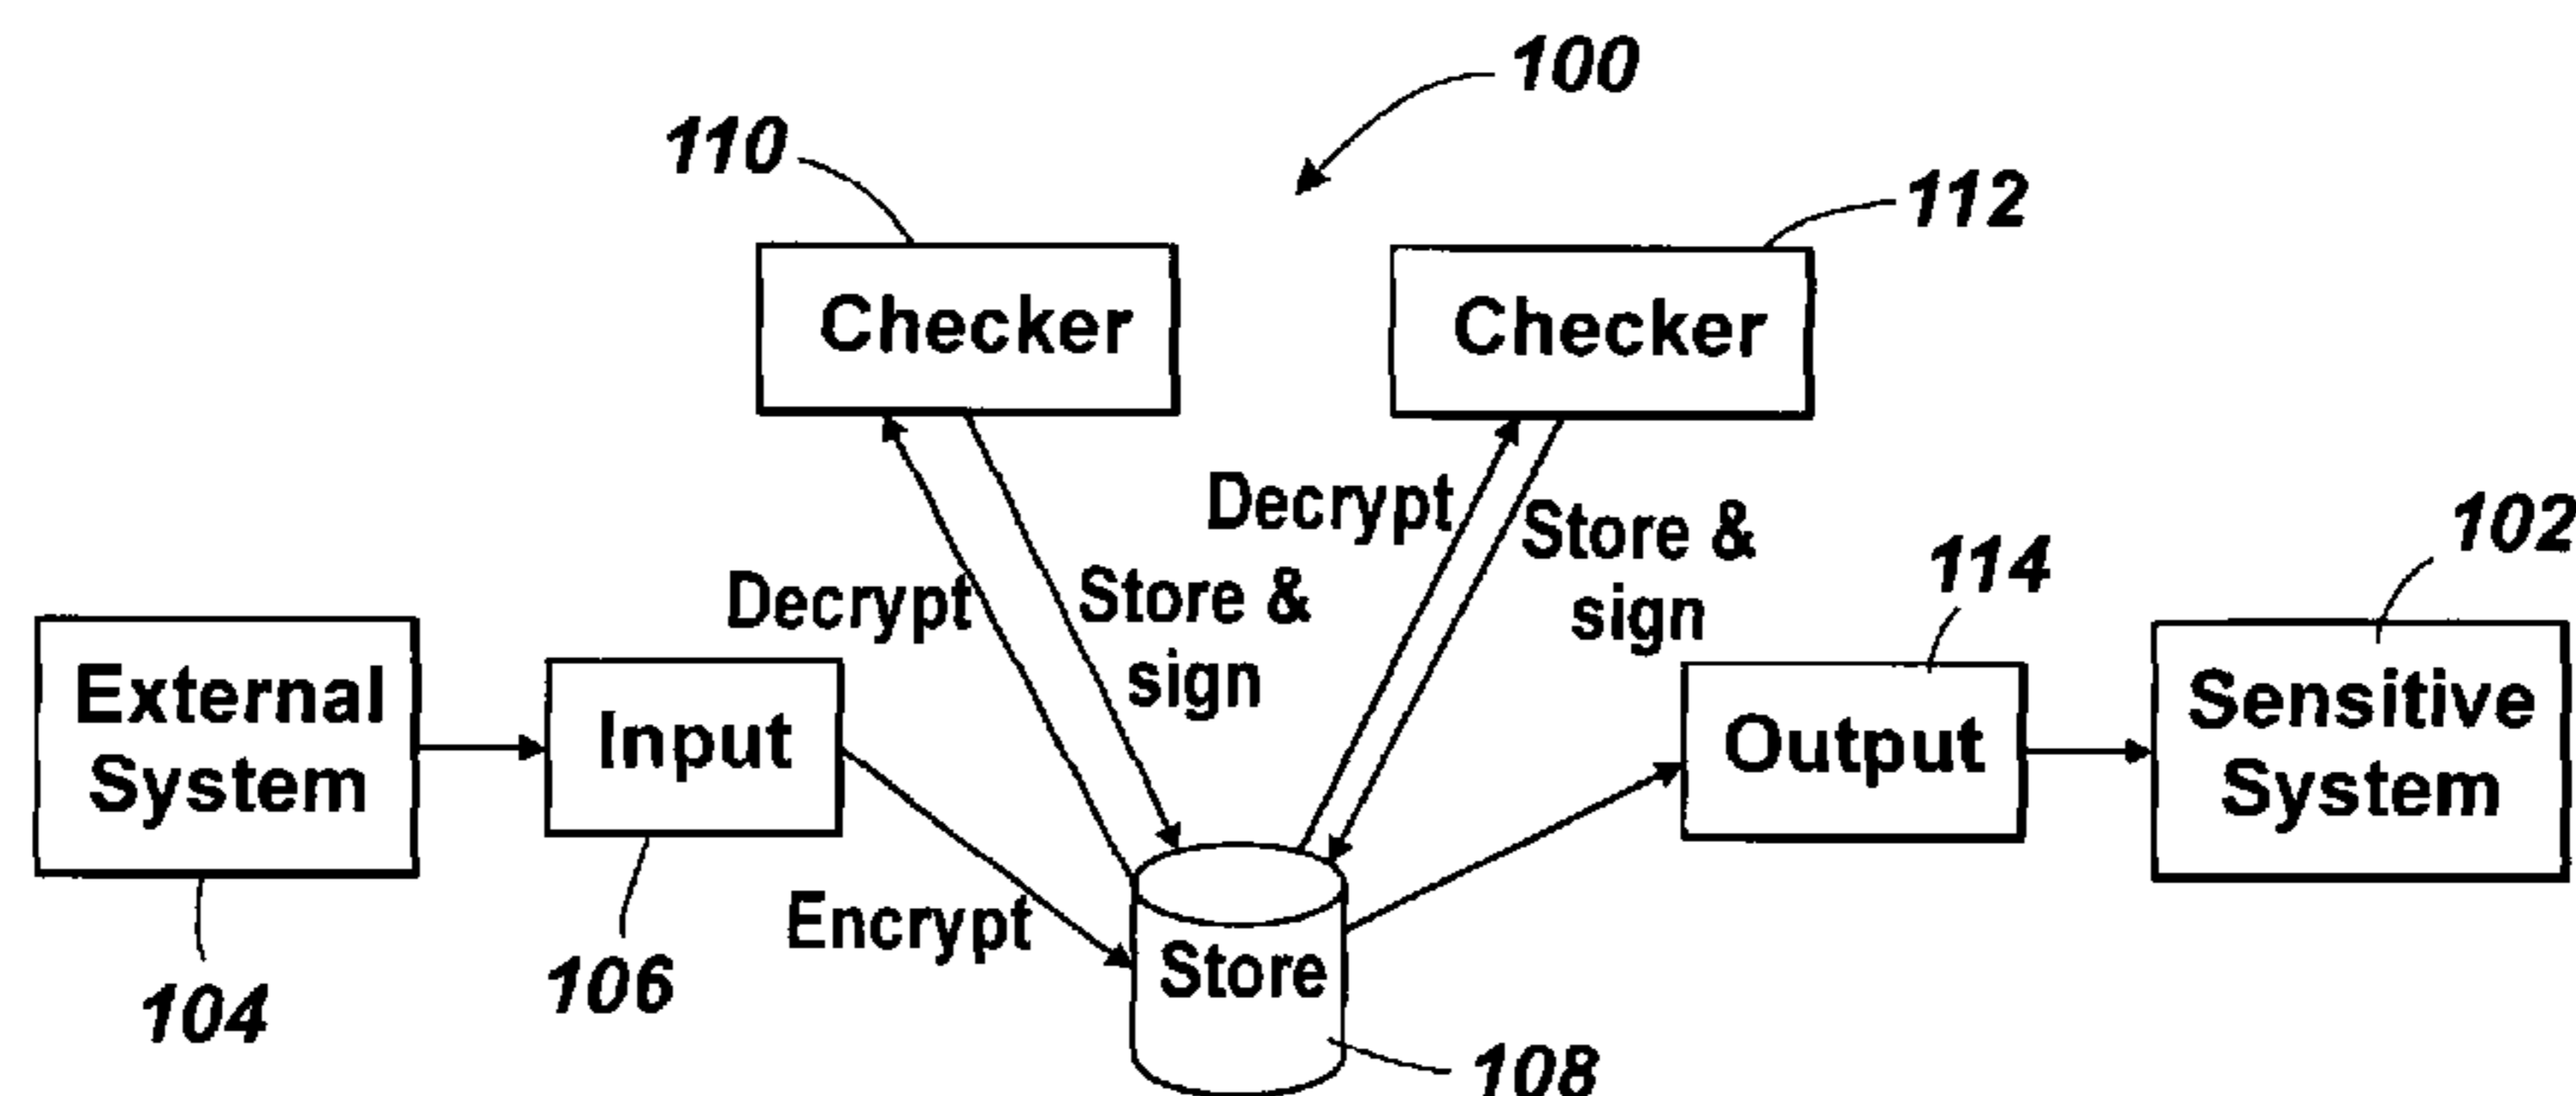 100
110
112
Checker
Checker
Decrypt
Store &
sign
Decrypt
Store &
sign
102
114
External
System
Input
Output
Sensitive
System
Encrypt
Store
104
106
108